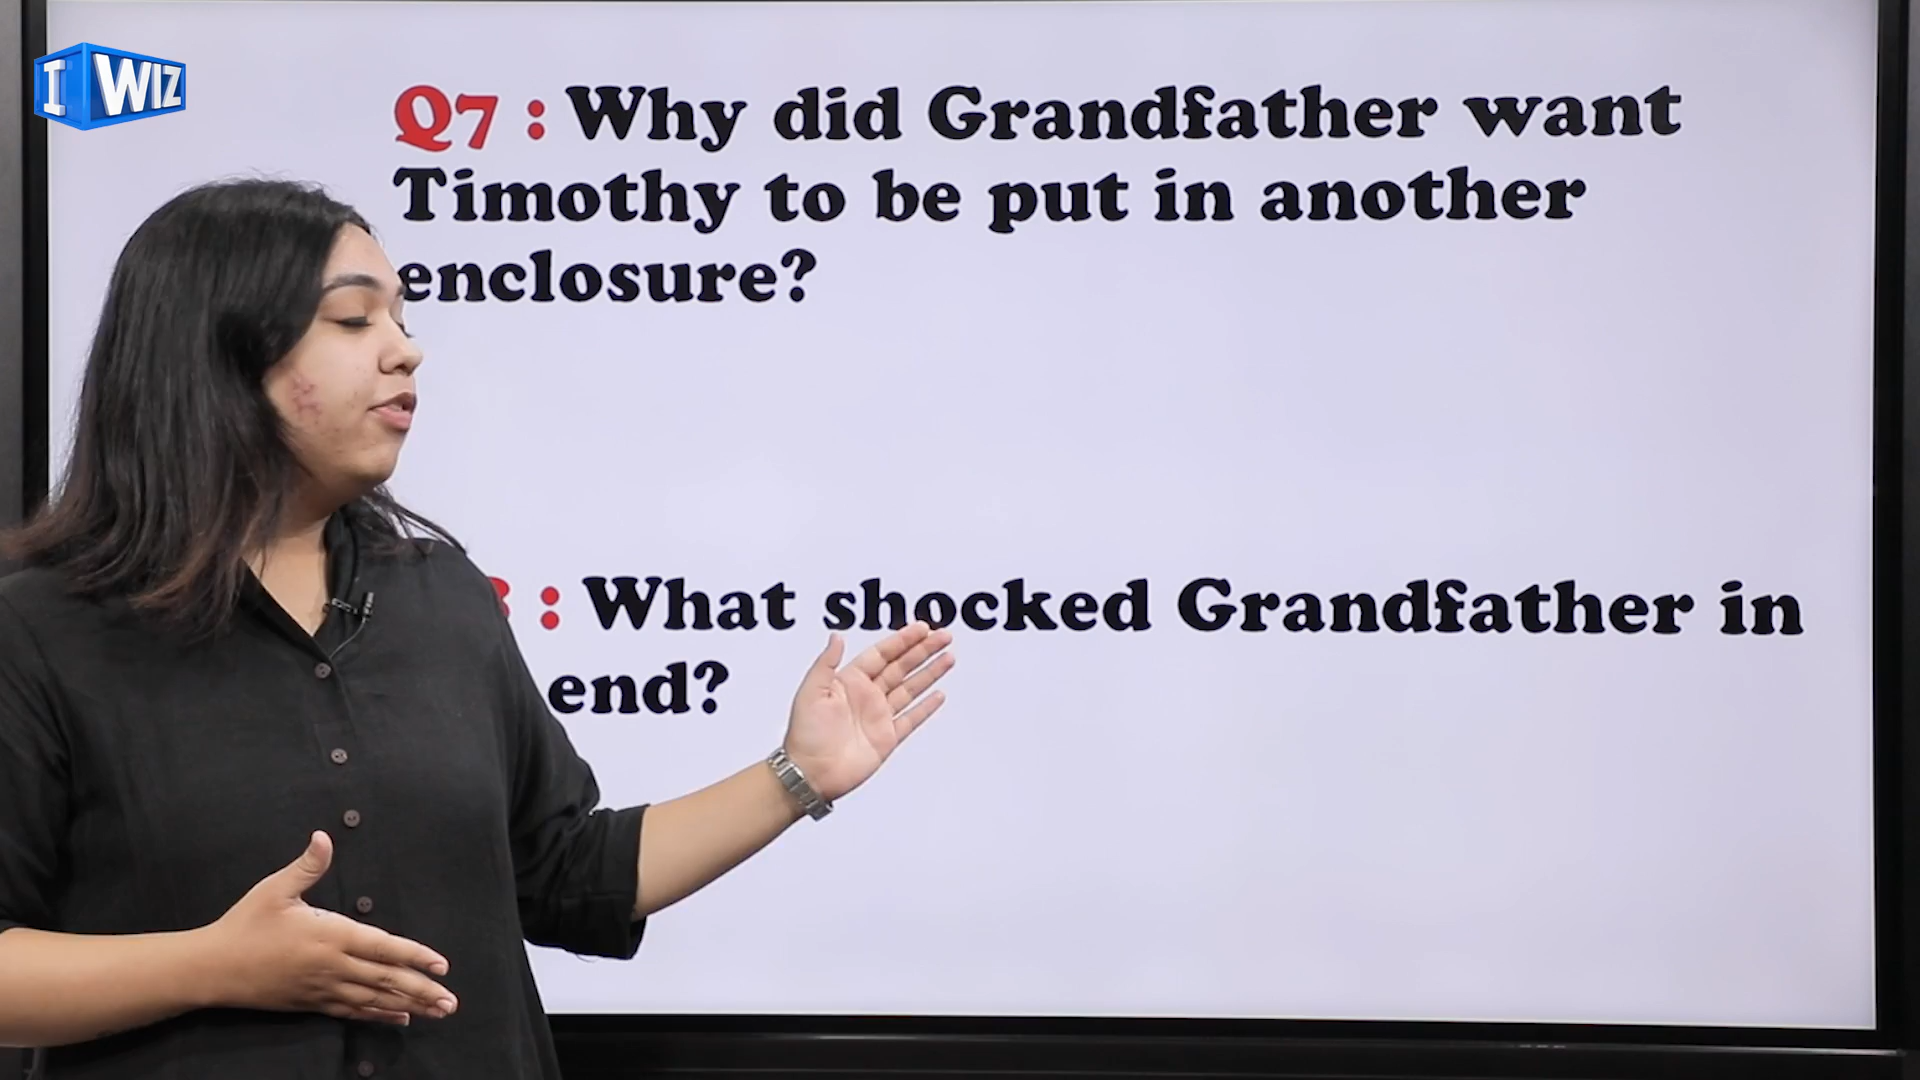 I WIZ
Q7 : Why did Grandfather want
Timothy to be put in another
enclosure?
: What shocked Grandfather in
end?